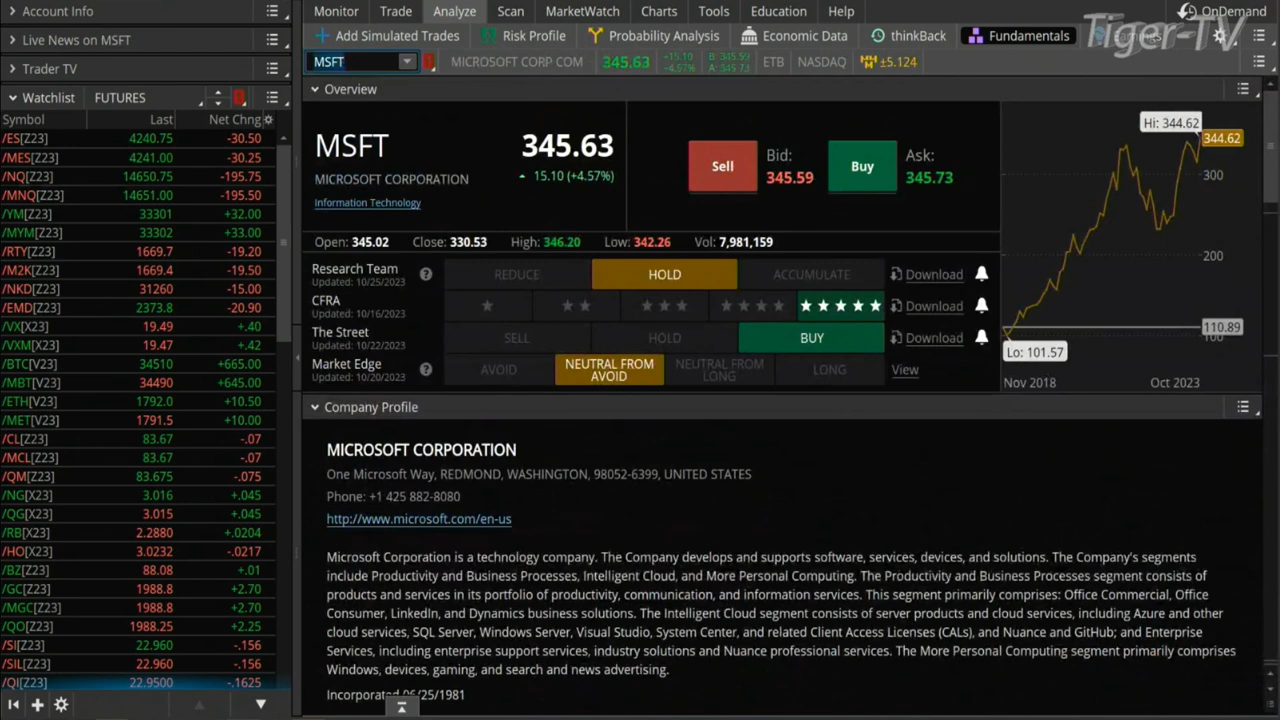 Account Info
Live News on MSFT
Trader TV
Watchlist FUTURES
Symbol Last Net Chng
/ES[Z23] 4240.75 -30.50
/MES[Z23] 4241.00 -30.25
/NQ[Z23] 14650.75 -195.75
/MNQ[Z23] 14651.00 -195.50
/YM[Z23] 33301 +32.00
/MYM[Z23] 33302 +33.00
/RTY[Z23] 1669.7 -19.20
/M2K[Z23] 1669.4 -19.50
/NKD[Z23] 31260 -15.00
/EMD[Z23] 2373.8 -20.90
/VX[X23] 19.49 +.40
/VXM[X23] 19.47 +.42
/BTC[V23] 34510 +665.00
/MBT[V23] 34490 +645.00
/ETH[V23] 1792.0 +10.50
/MET[V23] 1791.5 +10.00
/CL[Z23] 83.67 -.07
/MCL[Z23] 83.67 -.07
/QM[Z23] 83.675 -.075
/NG[X23] 3.016 +.045
/QG[X23] 3.015 +.045
/RB[X23] 2.2880 +.0204
/HO[X23] 3.0232 -.0217
/BZ[Z23] 88.08 +.01
/GC[Z23] 1988.8 +2.70
/MGC[Z23] 1988.8 +2.70
/QO[Z23] 1988.25 +2.25
/SI[Z23] 22.960 -.156
/SIL[Z23] 22.960 -.156
/QI[Z23] 22.9500 -.1625
Monitor Trade Analyze Scan MarketWatch Charts Tools Education Help OnDemand
Tiger-TV
Add Simulated Trades Risk Profile Probability Analysis Economic Data thinkBack Fundamentals
MSFT MICROSOFT CORP COM 345.63 +15.10 +4.57% B: 345.59 A: 345.73 ETB NASDAQ ±5.124
Overview
MSFT 345.63
MICROSOFT CORPORATION 15.10 (+4.57%)
Information Technology
Sell Bid: 345.59 Buy Ask: 345.73
Open: 345.02 Close: 330.53 High: 346.20 Low: 342.26 Vol: 7,981,159
Research Team REDUCE HOLD ACCUMULATE Download
Updated: 10/25/2023
CFRA Download
Updated: 10/16/2023
The Street SELL HOLD BUY Download
Updated: 10/22/2023
Market Edge AVOID NEUTRAL FROM AVOID NEUTRAL FROM LONG LONG View
Updated: 10/20/2023
Hi: 344.62
344.62
300
200
110.89
100
Lo: 101.57
Nov 2018 Oct 2023
Company Profile
MICROSOFT CORPORATION
One Microsoft Way, REDMOND, WASHINGTON, 98052-6399, UNITED STATES
Phone: +1 425 882-8080
http://www.microsoft.com/en-us
Microsoft Corporation is a technology company. The Company develops and supports software, services, devices, and solutions. The Company's segments
include Productivity and Business Processes, Intelligent Cloud, and More Personal Computing. The Productivity and Business Processes segment consists of
products and services in its portfolio of productivity, communication, and information services. This segment primarily comprises: Office Commercial, Office
Consumer, LinkedIn, and Dynamics business solutions. The Intelligent Cloud segment consists of server products and cloud services, including Azure and other
cloud services, SQL Server, Windows Server, Visual Studio, System Center, and related Client Access Licenses (CALs), and Nuance and GitHub; and Enterprise
Services, including enterprise support services, industry solutions and Nuance professional services. The More Personal Computing segment primarily comprises
Windows, devices, gaming, and search and news advertising.
Incorporated 06/25/1981